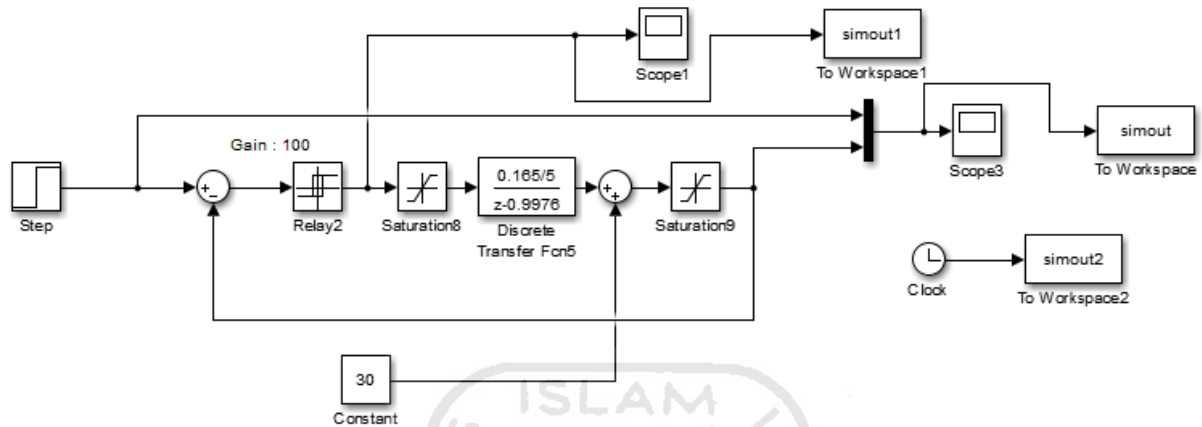 simout1
Scope1
To Workspace1
Gain : 100
simout
Scope3
To Workspace
+
−
0.165/5
z-0.9976
+
+
Step
Relay2
Saturation8
Discrete
Transfer Fcn5
Saturation9
simout2
Clock
To Workspace2
30
Constant
ISLAM